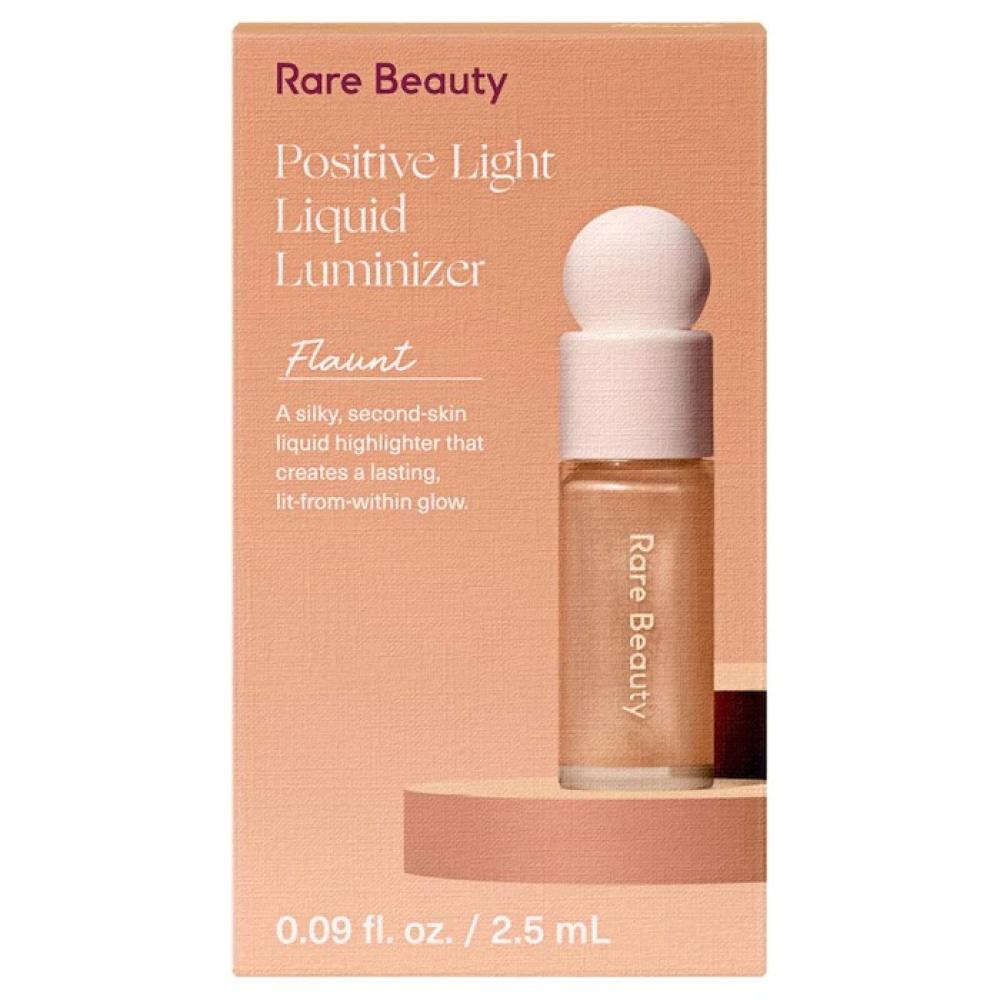 Rare Beauty
Positive Light
Liquid
Luminizer
Flaunt
A silky, second-skin
liquid highlighter that
creates a lasting,
lit-from-within glow.
Rare Beauty
0.09 fl. oz. / 2.5 mL